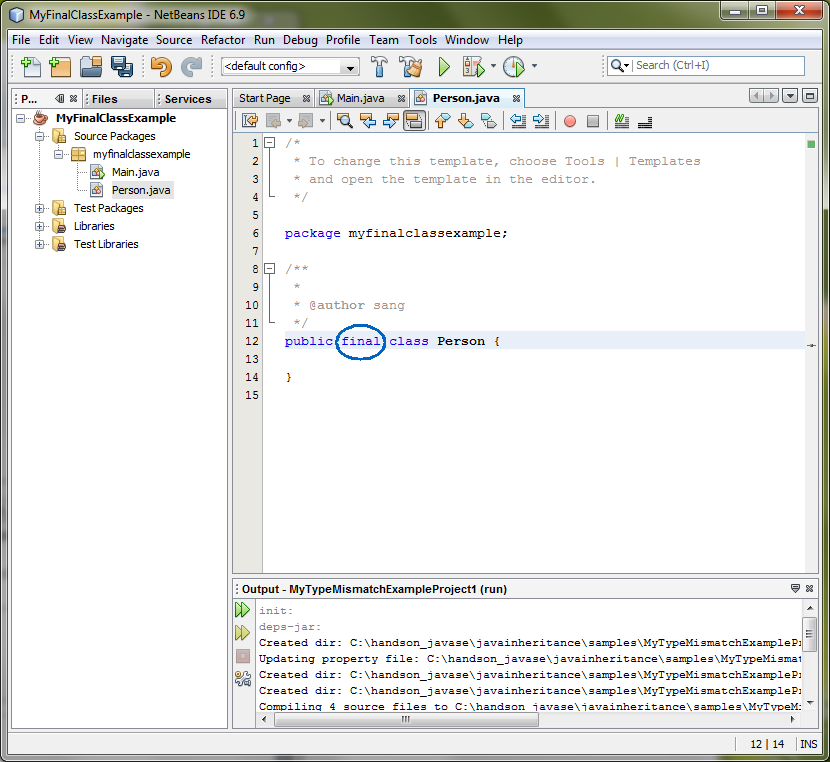 MyFinalClassExample - NetBeans IDE 6.9
File Edit View Navigate Source Refactor Run Debug Profile Team Tools Window Help
<default config>
Search (Ctrl+I)
P... Files Services
MyFinalClassExample
Source Packages
myfinalclassexample
Main.java
Person.java
Test Packages
Libraries
Test Libraries
Start Page Main.java Person.java
1 /*
2 * To change this template, choose Tools | Templates
3 * and open the template in the editor.
4 */
5
6 package myfinalclassexample;
7
8 /**
9 *
10 * @author sang
11 */
12 public final class Person {
13
14 }
15
Output - MyTypeMismatchExampleProject1 (run)
init:
deps-jar:
Created dir: C:\handson_javase\javainheritance\samples\MyTypeMismatchExamplePr
Updating property file: C:\handson_javase\javainheritance\samples\MyTypeMismat
Created dir: C:\handson_javase\javainheritance\samples\MyTypeMismatchExamplePr
Created dir: C:\handson_javase\javainheritance\samples\MyTypeMismatchExamplePr
Compiling 4 source files to C:\handson_javase\javainheritance\samples\MyTypeMi
12 | 14 INS